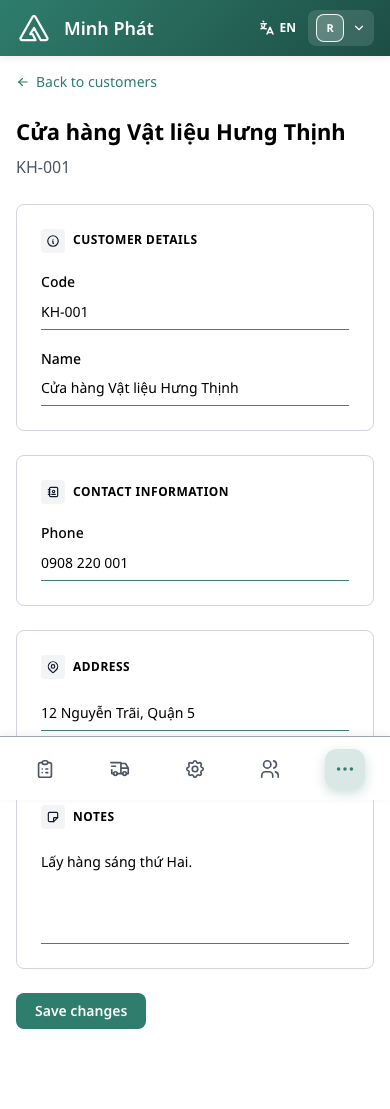 Minh Phát
EN
R
Back to customers
Cửa hàng Vật liệu Hưng Thịnh
KH-001
CUSTOMER DETAILS
Code
KH-001
Name
Cửa hàng Vật liệu Hưng Thịnh
CONTACT INFORMATION
Phone
0908 220 001
ADDRESS
12 Nguyễn Trãi, Quận 5
NOTES
Lấy hàng sáng thứ Hai.
Save changes